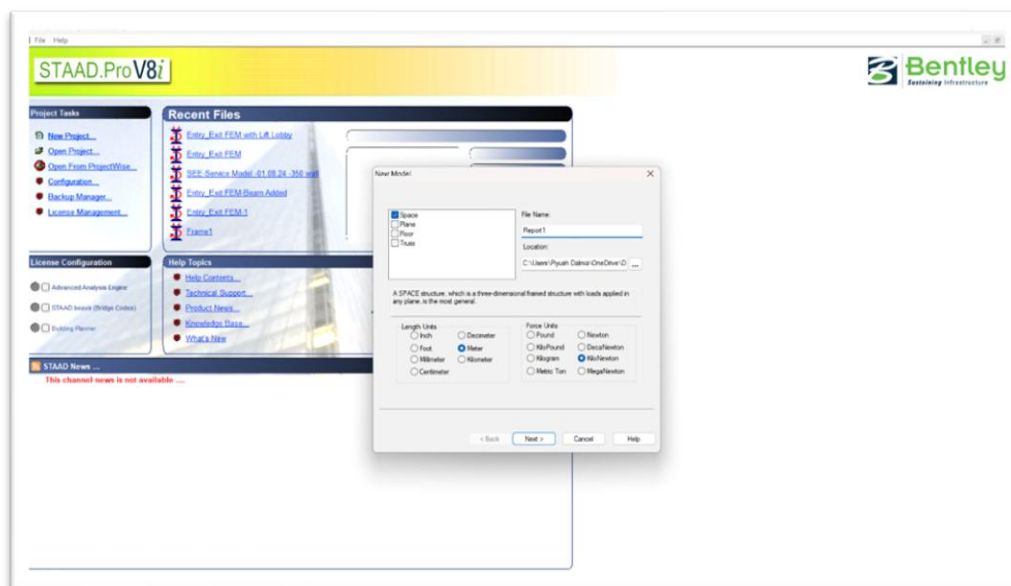 File Help
STAAD.Pro V8i
Bentley
Sustaining Infrastructure
Project Tasks
New Project...
Open Project...
Open From ProjectWise...
Configuration...
Backup Manager...
License Management...
Recent Files
Entry_Exit FEM with Lift Lobby
Entry_Exit FEM
SEE Service Model -01.08.24 -350 wall
Entry_Exit FEM-Beam Added
Entry_Exit FEM-1
Frame1
License Configuration
Advanced Analysis Engine
STAAD.beava (Bridge Codes)
Building Planner
Help Topics
Help Contents...
Technical Support...
Product News...
Knowledge Base...
What's New
STAAD News ...
This channel news is not available ....
New Model
Space
Plane
Floor
Truss
File Name:
Report1
Location:
C:\Users\Piyush Dalmia\OneDrive\D
...
A SPACE structure, which is a three-dimensional framed structure with loads applied in
any plane, is the most general.
Length Units
Inch Decimeter
Foot Meter
Millimeter Kilometer
Centimeter
Force Units
Pound Newton
KiloPound DecaNewton
Kilogram KiloNewton
Metric Ton MegaNewton
< Back Next > Cancel Help